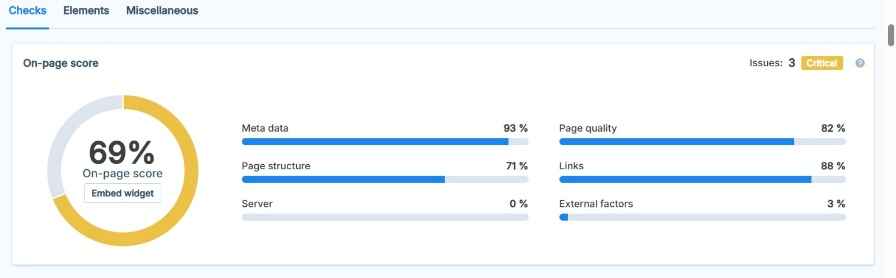 Checks Elements Miscellaneous
On-page score Issues: 3 Critical ?
69%
On-page score
Embed widget
Meta data 93 % Page quality 82 %
Page structure 71 % Links 88 %
Server 0 % External factors 3 %